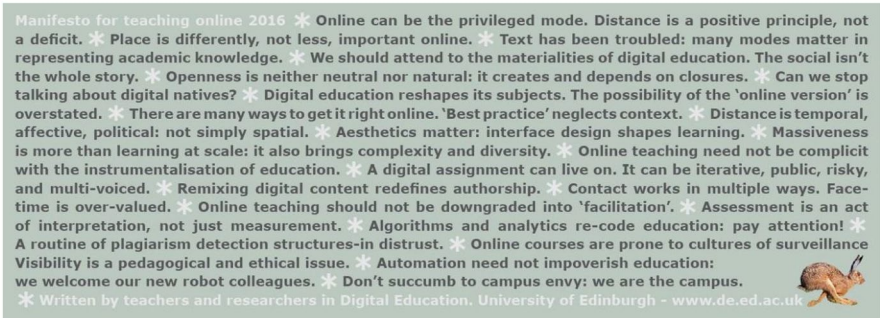 Manifesto for teaching online 2016 * Online can be the privileged mode. Distance is a positive principle, not
a deficit. * Place is differently, not less, important online. * Text has been troubled: many modes matter in
representing academic knowledge. * We should attend to the materialities of digital education. The social isn't
the whole story. * Openness is neither neutral nor natural: it creates and depends on closures. * Can we stop
talking about digital natives? * Digital education reshapes its subjects. The possibility of the 'online version' is
overstated. * There are many ways to get it right online. 'Best practice' neglects context. * Distance is temporal,
affective, political: not simply spatial. * Aesthetics matter: interface design shapes learning. * Massiveness
is more than learning at scale: it also brings complexity and diversity. * Online teaching need not be complicit
with the instrumentalisation of education. * A digital assignment can live on. It can be iterative, public, risky,
and multi-voiced. * Remixing digital content redefines authorship. * Contact works in multiple ways. Face-
time is over-valued. * Online teaching should not be downgraded into 'facilitation'. * Assessment is an act
of interpretation, not just measurement. * Algorithms and analytics re-code education: pay attention! *
A routine of plagiarism detection structures-in distrust. * Online courses are prone to cultures of surveillance
Visibility is a pedagogical and ethical issue. * Automation need not impoverish education:
we welcome our new robot colleagues. * Don't succumb to campus envy: we are the campus.
* Written by teachers and researchers in Digital Education. University of Edinburgh - www.de.ed.ac.uk